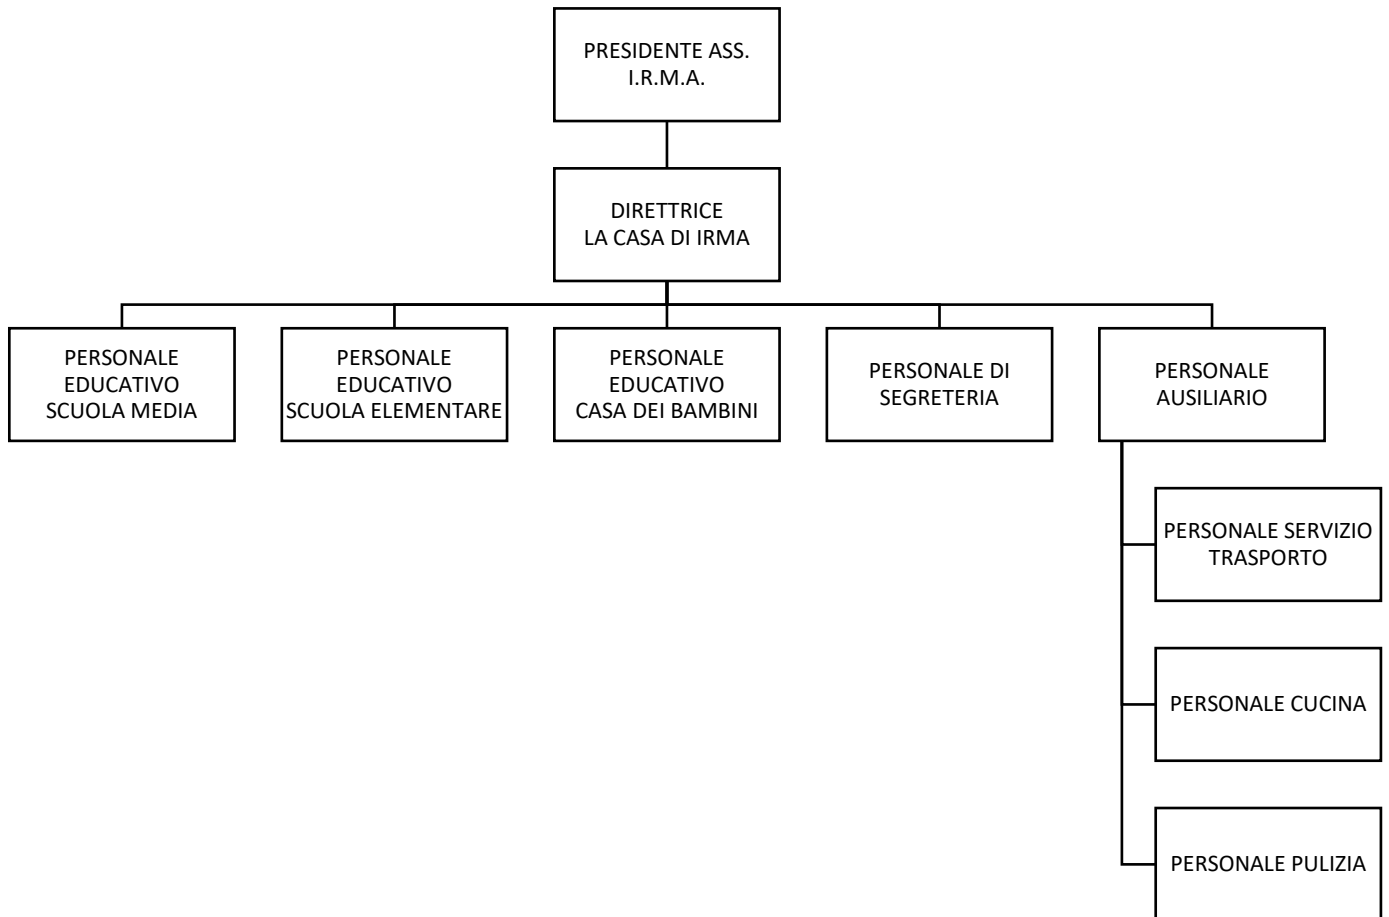 PRESIDENTE ASS.
I.R.M.A.
DIRETTRICE
LA CASA DI IRMA
PERSONALE
EDUCATIVO
SCUOLA MEDIA
PERSONALE
EDUCATIVO
SCUOLA ELEMENTARE
PERSONALE
EDUCATIVO
CASA DEI BAMBINI
PERSONALE DI
SEGRETERIA
PERSONALE
AUSILIARIO
PERSONALE SERVIZIO
TRASPORTO
PERSONALE CUCINA
PERSONALE PULIZIA